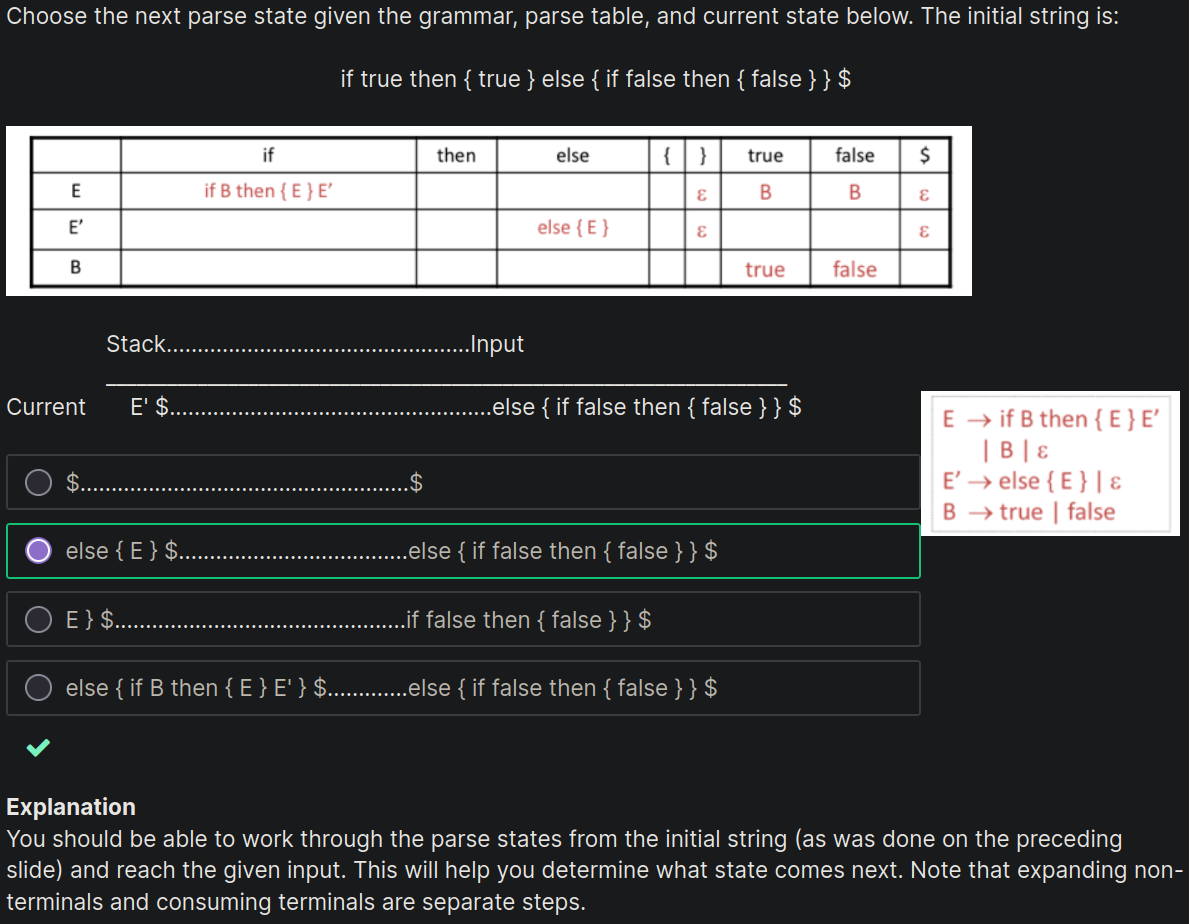 Choose the next parse state given the grammar, parse table, and current state below. The initial string is:
if true then { true } else { if false then { false } } $
if then else { } true false $
E if B then { E } E′ ε B B ε
E′ else { E } ε ε
B true false
Stack.................................................Input
Current E' $....................................................else { if false then { false } } $
E → if B then { E } E′
| B | ε
E′ → else { E } | ε
B → true | false
$.....................................................$
else { E } $.....................................else { if false then { false } } $
E } $...............................................if false then { false } } $
else { if B then { E } E' } $.............else { if false then { false } } $
Explanation
You should be able to work through the parse states from the initial string (as was done on the preceding
slide) and reach the given input. This will help you determine what state comes next. Note that expanding non-
terminals and consuming terminals are separate steps.